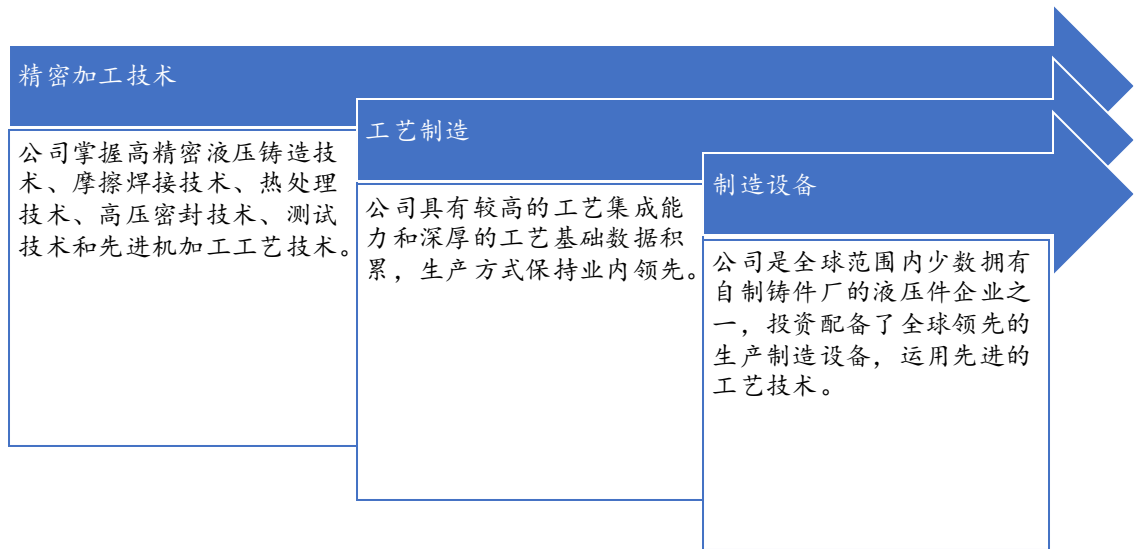 精密加工技术
公司掌握高精密液压铸造技
术、摩擦焊接技术、热处理
技术、高压密封技术、测试
技术和先进机加工工艺技术。
工艺制造
公司具有较高的工艺集成能
力和深厚的工艺基础数据积
累，生产方式保持业内领先。
制造设备
公司是全球范围内少数拥有
自制铸件厂的液压件企业之
一，投资配备了全球领先的
生产制造设备，运用先进的
工艺技术。